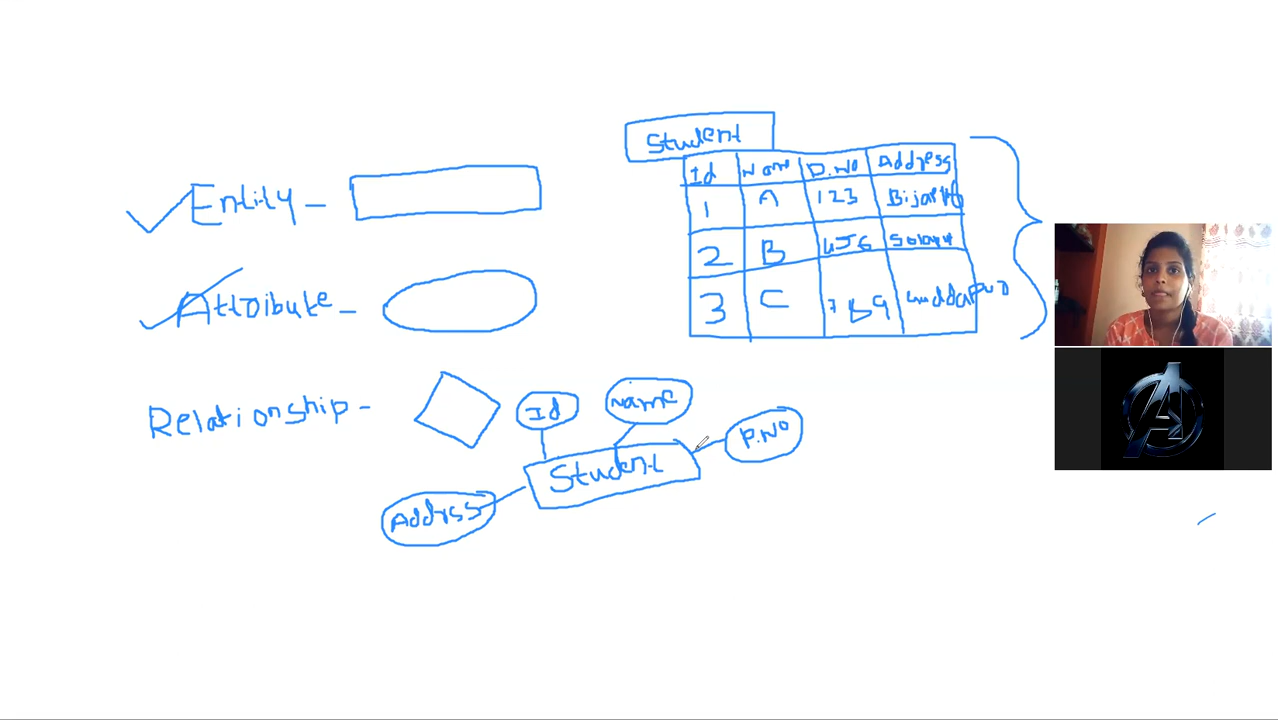 Entity -
Attribute -
Relationship -
Student
Id Name P.No Address
1 A 123
2 B 456
3 C 789
Id
Name
P.No
Student
Address